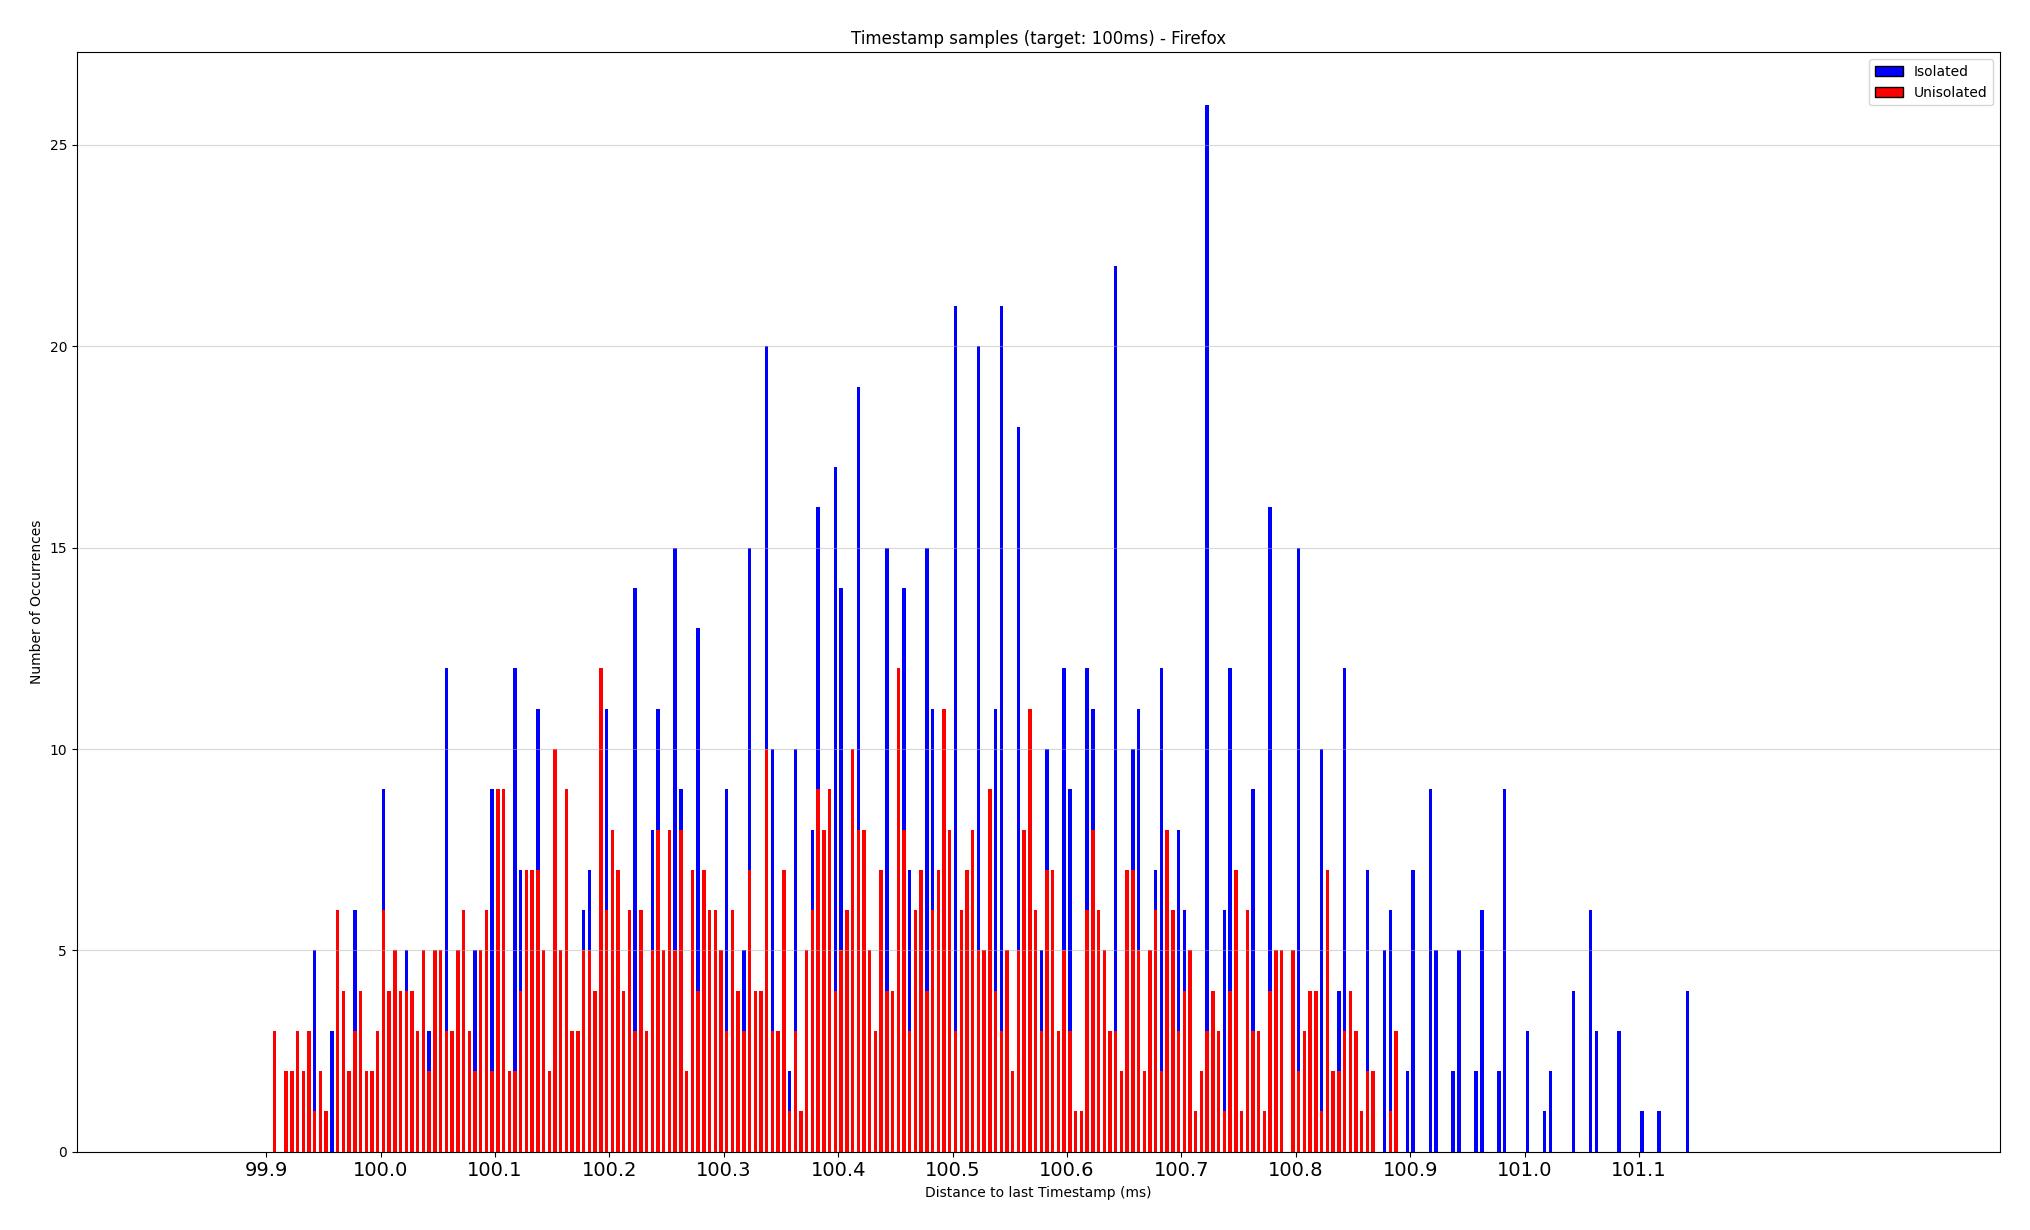 Timestamp samples (target: 100ms) - Firefox
Isolated
Unisolated
Number of Occurrences
25
20
15
10
5
0
99.9 100.0 100.1 100.2 100.3 100.4 100.5 100.6 100.7 100.8 100.9 101.0 101.1
Distance to last Timestamp (ms)